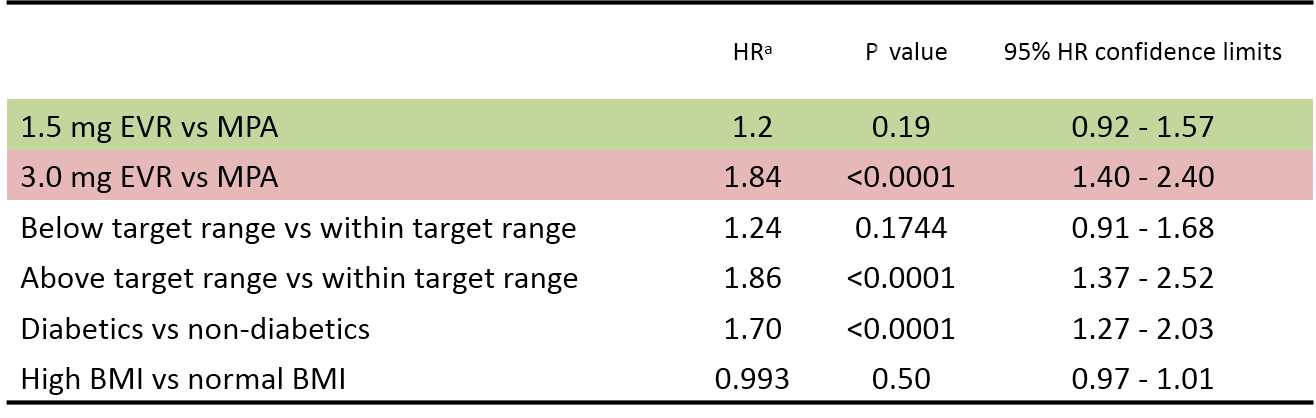 HRª P value 95% HR confidence limits
1.5 mg EVR vs MPA 1.2 0.19 0.92 - 1.57
3.0 mg EVR vs MPA 1.84 <0.0001 1.40 - 2.40
Below target range vs within target range 1.24 0.1744 0.91 - 1.68
Above target range vs within target range 1.86 <0.0001 1.37 - 2.52
Diabetics vs non-diabetics 1.70 <0.0001 1.27 - 2.03
High BMI vs normal BMI 0.993 0.50 0.97 - 1.01